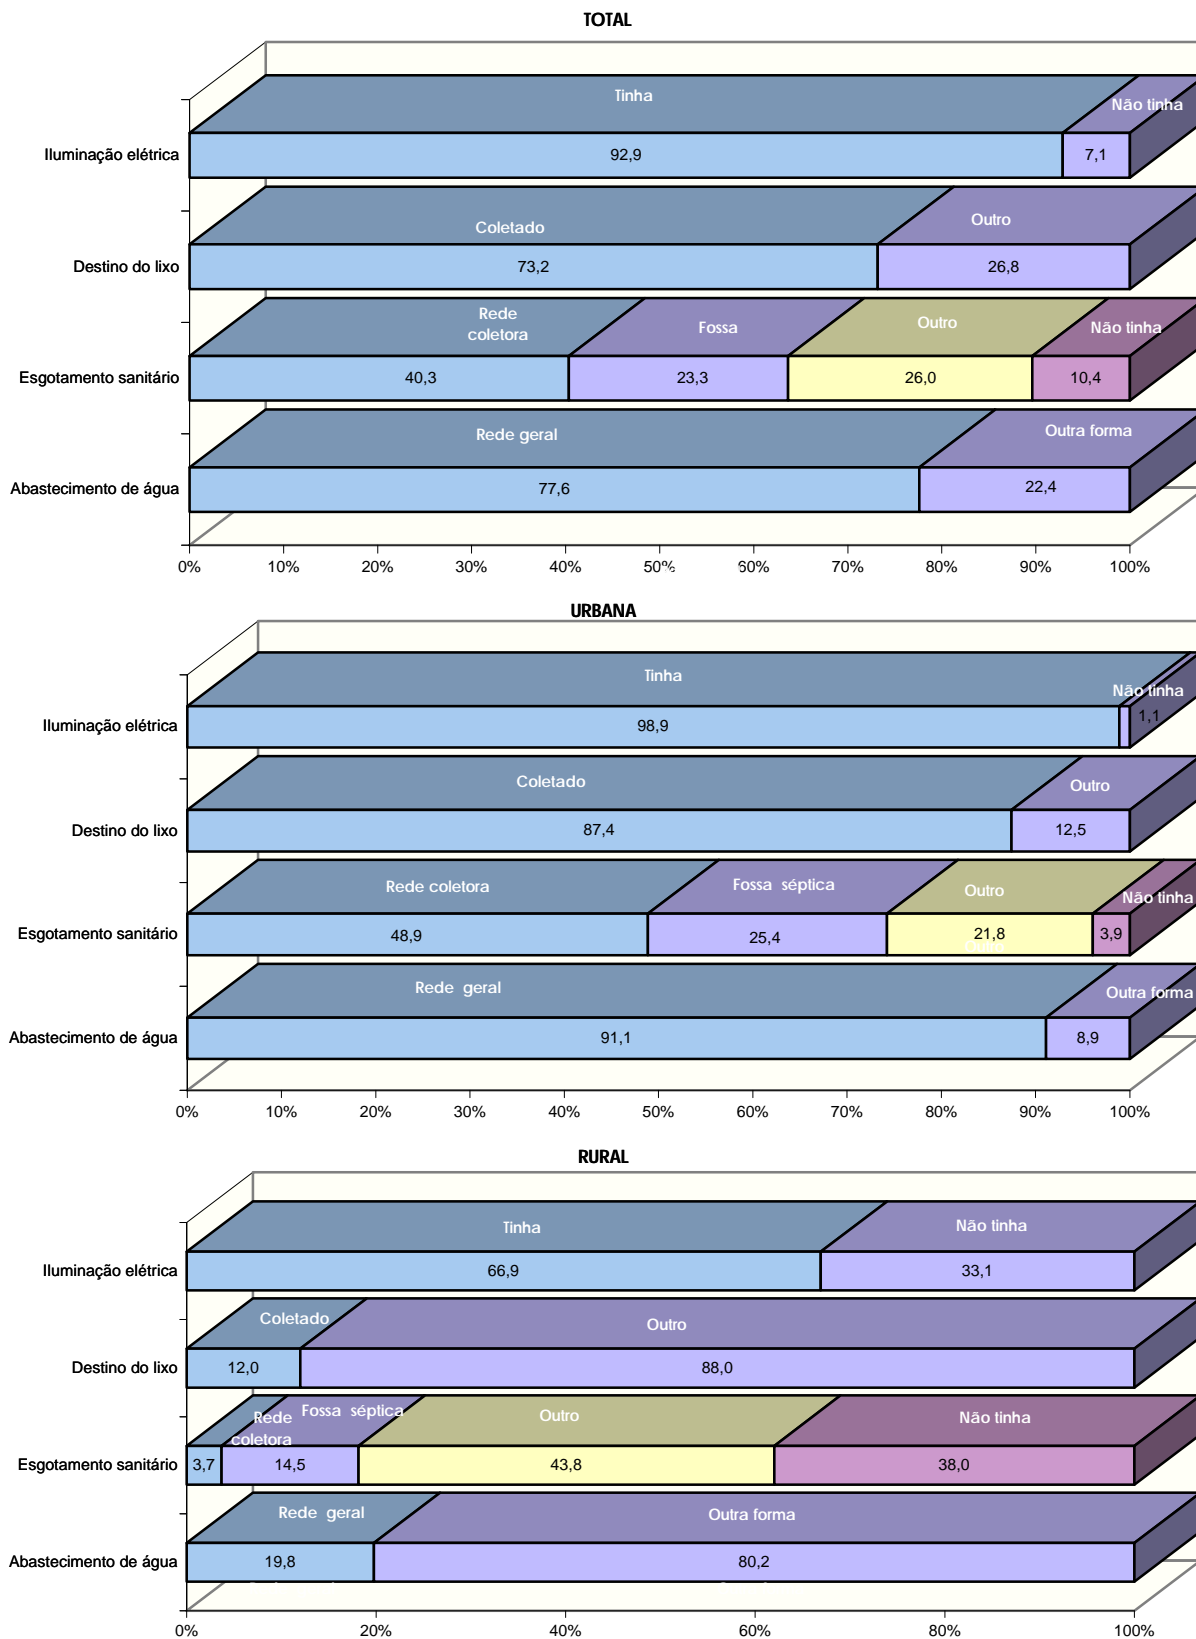 TOTAL
Tinha
Não tinha
Iluminação elétrica
92,9
7,1
Coletado
Outro
Destino do lixo
73,2
26,8
Rede
coletora
Fossa
Outro
Não tinha
Esgotamento sanitário
40,3
23,3
26,0
10,4
Rede geral
Outra forma
Abastecimento de água
77,6
22,4
0% 10% 20% 30% 40% 50% 60% 70% 80% 90% 100%
URBANA
Tinha
Não tinha
Iluminação elétrica
98,9
1,1
Coletado
Outro
Destino do lixo
87,4
12,5
Rede coletora
Fossa séptica
Outro
Não tinha
Esgotamento sanitário
48,9
25,4
21,8
3,9
Rede geral
Outra forma
Abastecimento de água
91,1
8,9
0% 10% 20% 30% 40% 50% 60% 70% 80% 90% 100%
RURAL
Tinha
Não tinha
Iluminação elétrica
66,9
33,1
Coletado
Outro
Destino do lixo
12,0
88,0
Rede
coletora
Fossa séptica
Outro
Não tinha
Esgotamento sanitário
3,7
14,5
43,8
38,0
Rede geral
Outra forma
Abastecimento de água
19,8
80,2
0% 20% 40% 60% 80% 100%